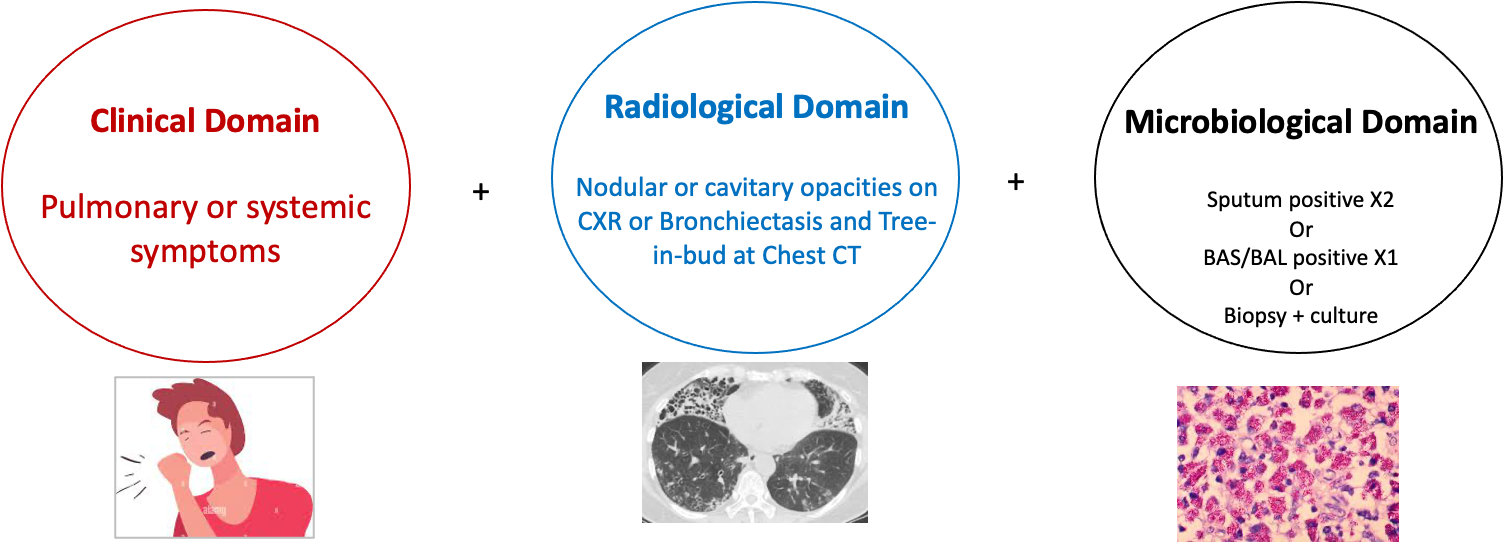 Clinical Domain
Pulmonary or systemic
symptoms
+
Radiological Domain
Nodular or cavitary opacities on
CXR or Bronchiectasis and Tree-
in-bud at Chest CT
+
Microbiological Domain
Sputum positive X2
Or
BAS/BAL positive X1
Or
Biopsy + culture
alamy